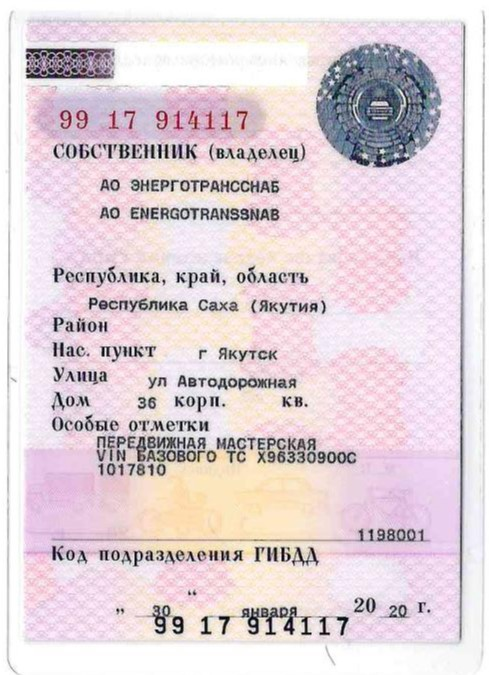 99 17 914117
СОБСТВЕННИК (владелец)
АО ЭНЕРГОТРАНССНАБ
АО ENERGOTRANSSNAB
Республика, край, область
Республика Саха (Якутия)
Район
Нас. пункт г Якутск
Улица ул Автодорожная
Дом 36 корп. кв.
Особые отметки
ПЕРЕДВИЖНАЯ МАСТЕРСКАЯ
VIN БАЗОВОГО ТС X96330900C
1017810
1198001
Код подразделения ГИБДД
„ 30 “ января 20 20 г.
99 17 914117